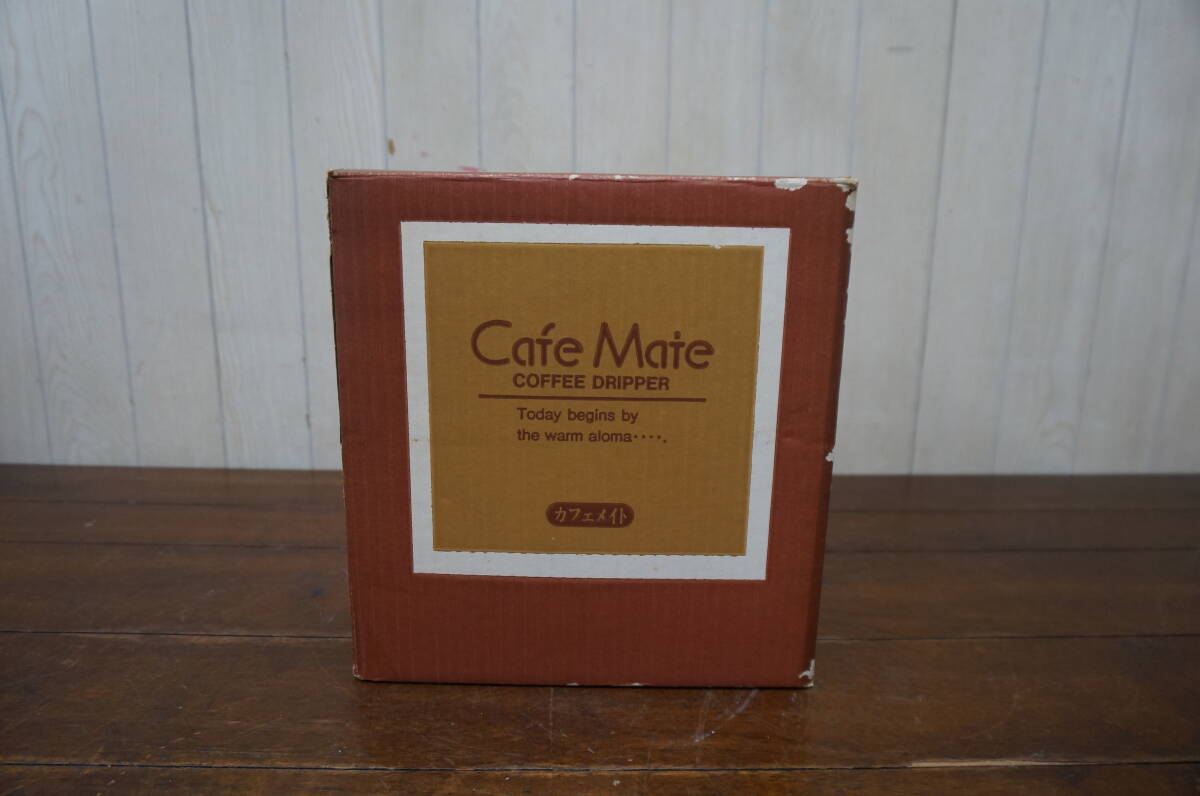 Cafe Mate
COFFEE DRIPPER
Today begins by
the warm aloma・・・・.
カフェメイト